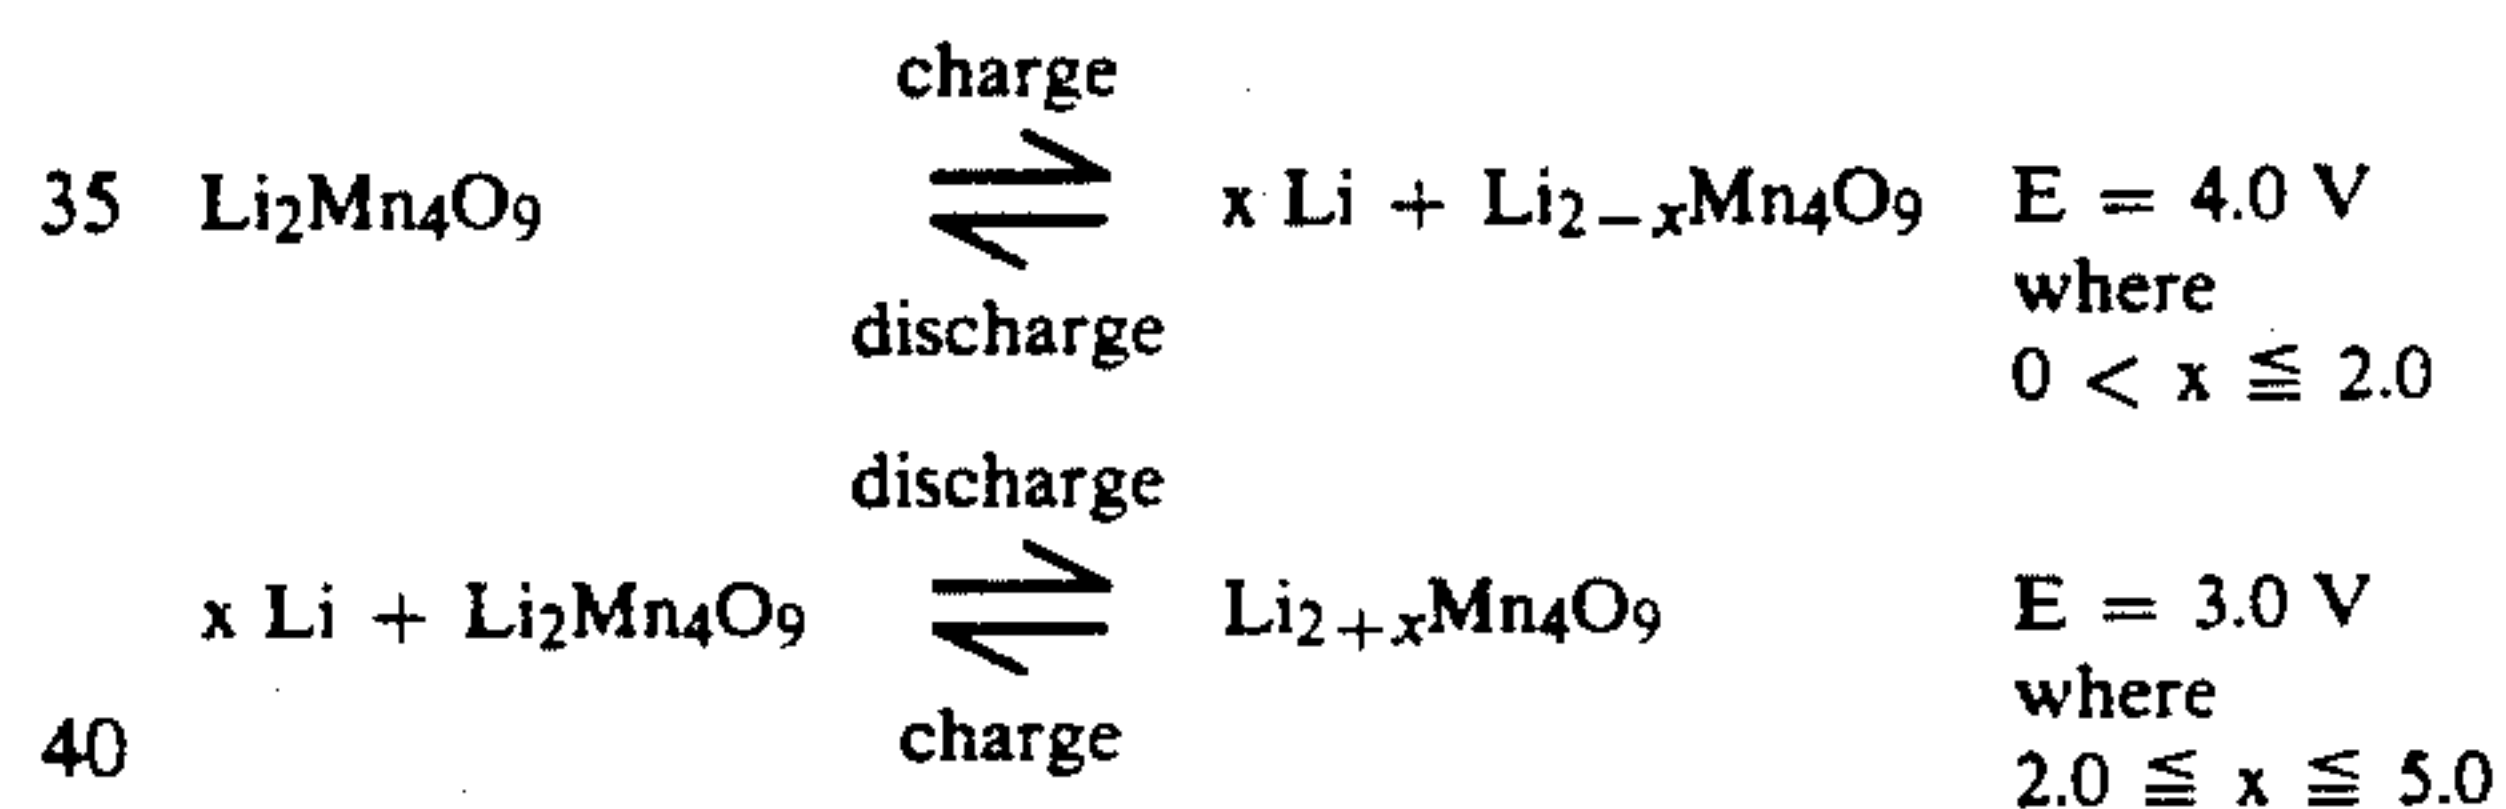 charge
35 Li₂Mn₄O₉ ⇌ x Li + Li₂₋ₓMn₄O₉ E = 4.0 V
where
discharge
0 < x ≦ 2.0
discharge
x Li + Li₂Mn₄O₉ ⇌ Li₂₊ₓMn₄O₉ E = 3.0 V
where
40 charge
2.0 ≦ x ≦ 5.0